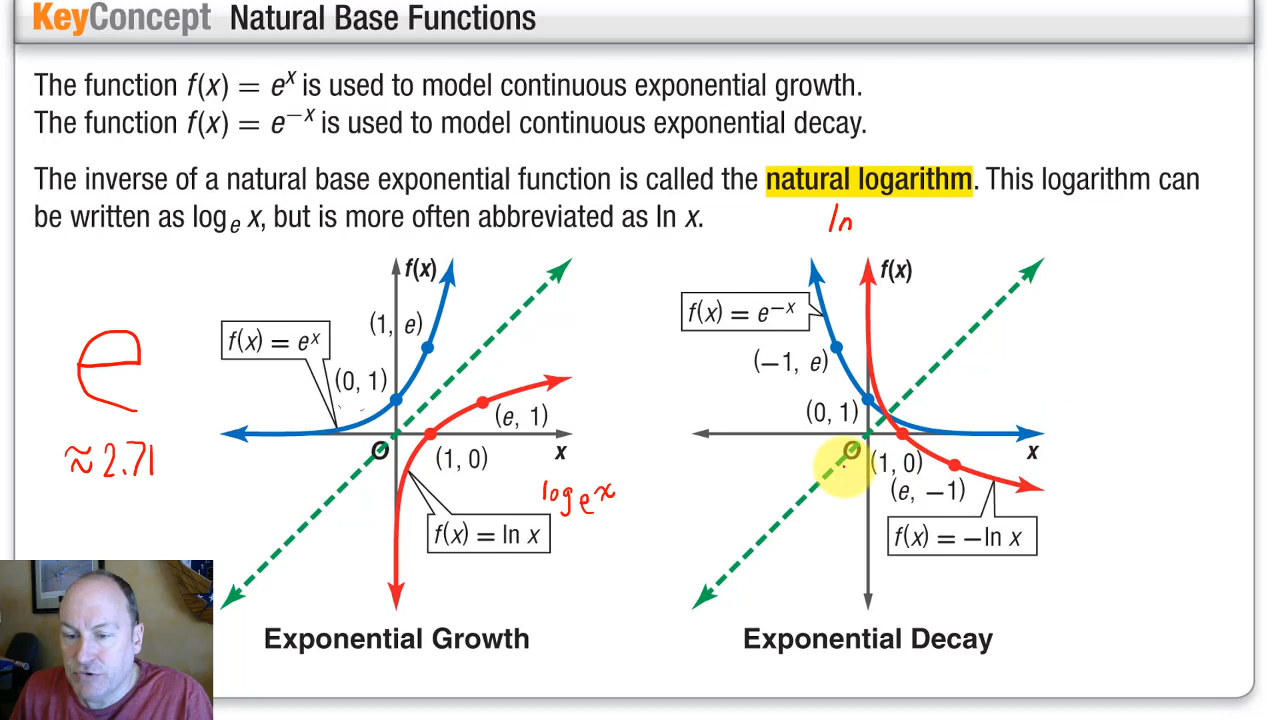 KeyConcept Natural Base Functions
The function f(x) = e^x is used to model continuous exponential growth.
The function f(x) = e^−x is used to model continuous exponential decay.
The inverse of a natural base exponential function is called the natural logarithm. This logarithm can
be written as log_e x, but is more often abbreviated as ln x.
ln
e
≈2.71
f(x)
(1, e)
f(x) = e^x
(0, 1)
(e, 1)
O
(1, 0)
x
log_e x
f(x) = ln x
Exponential Growth
f(x)
f(x) = e^−x
(−1, e)
(0, 1)
O
(1, 0)
x
(e, −1)
f(x) = −ln x
Exponential Decay